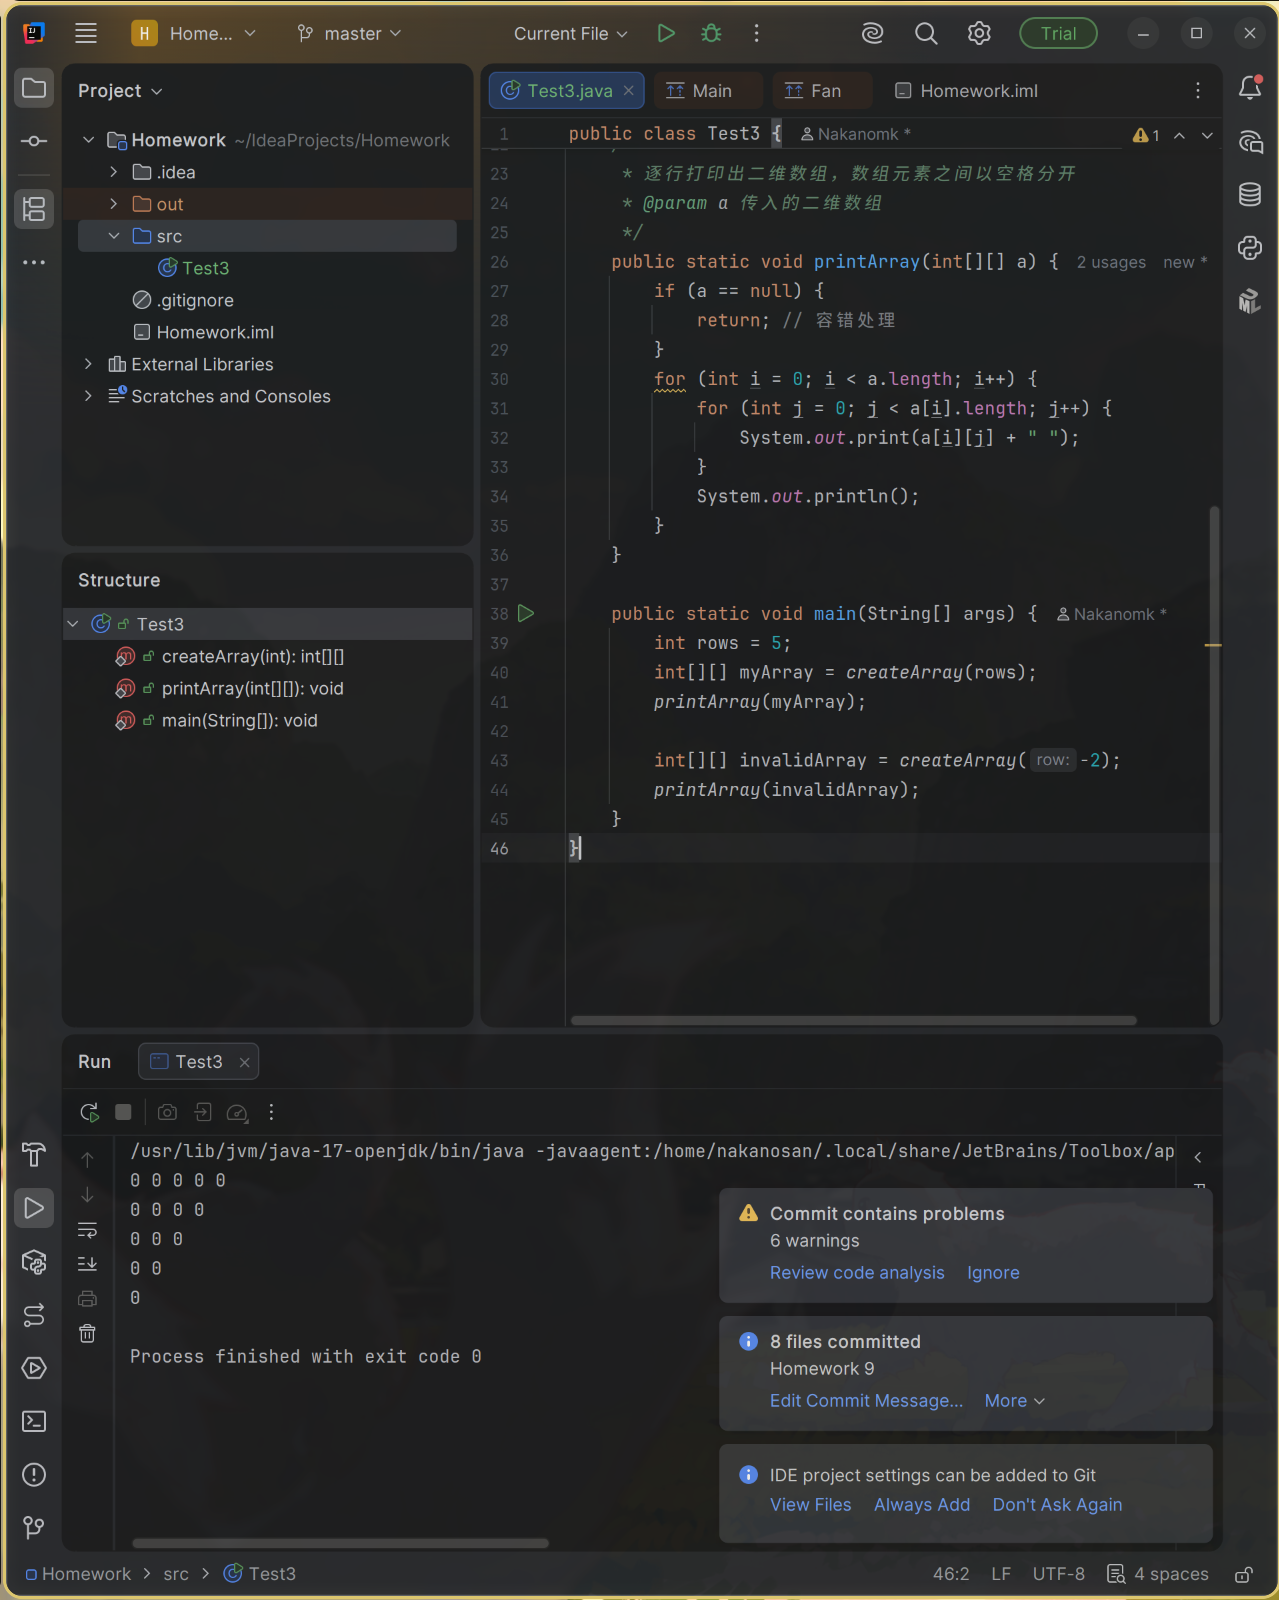 H Home... master Current File Trial
Project
Homework ~/IdeaProjects/Homework
.idea
out
src
Test3
.gitignore
Homework.iml
External Libraries
Scratches and Consoles
Structure
Test3
createArray(int): int[][]
printArray(int[][]): void
main(String[]): void
Test3.java Main Fan Homework.iml
1 public class Test3 { Nakanomk * 1
23 * 逐行打印出二维数组，数组元素之间以空格分开
24 * @param a 传入的二维数组
25 */
26 public static void printArray(int[][] a) { 2 usages new *
27 if (a == null) {
28 return; // 容错处理
29 }
30 for (int i = 0; i < a.length; i++) {
31 for (int j = 0; j < a[i].length; j++) {
32 System.out.print(a[i][j] + " ");
33 }
34 System.out.println();
35 }
36 }
37
38 public static void main(String[] args) { Nakanomk *
39 int rows = 5;
40 int[][] myArray = createArray(rows);
41 printArray(myArray);
42
43 int[][] invalidArray = createArray( row: -2);
44 printArray(invalidArray);
45 }
46 }
Run Test3
/usr/lib/jvm/java-17-openjdk/bin/java -javaagent:/home/nakanosan/.local/share/JetBrains/Toolbox/ap
0 0 0 0 0
0 0 0 0
0 0 0
0 0
0
Process finished with exit code 0
Commit contains problems
6 warnings
Review code analysis Ignore
8 files committed
Homework 9
Edit Commit Message... More
IDE project settings can be added to Git
View Files Always Add Don't Ask Again
Homework > src > Test3 46:2 LF UTF-8 4 spaces